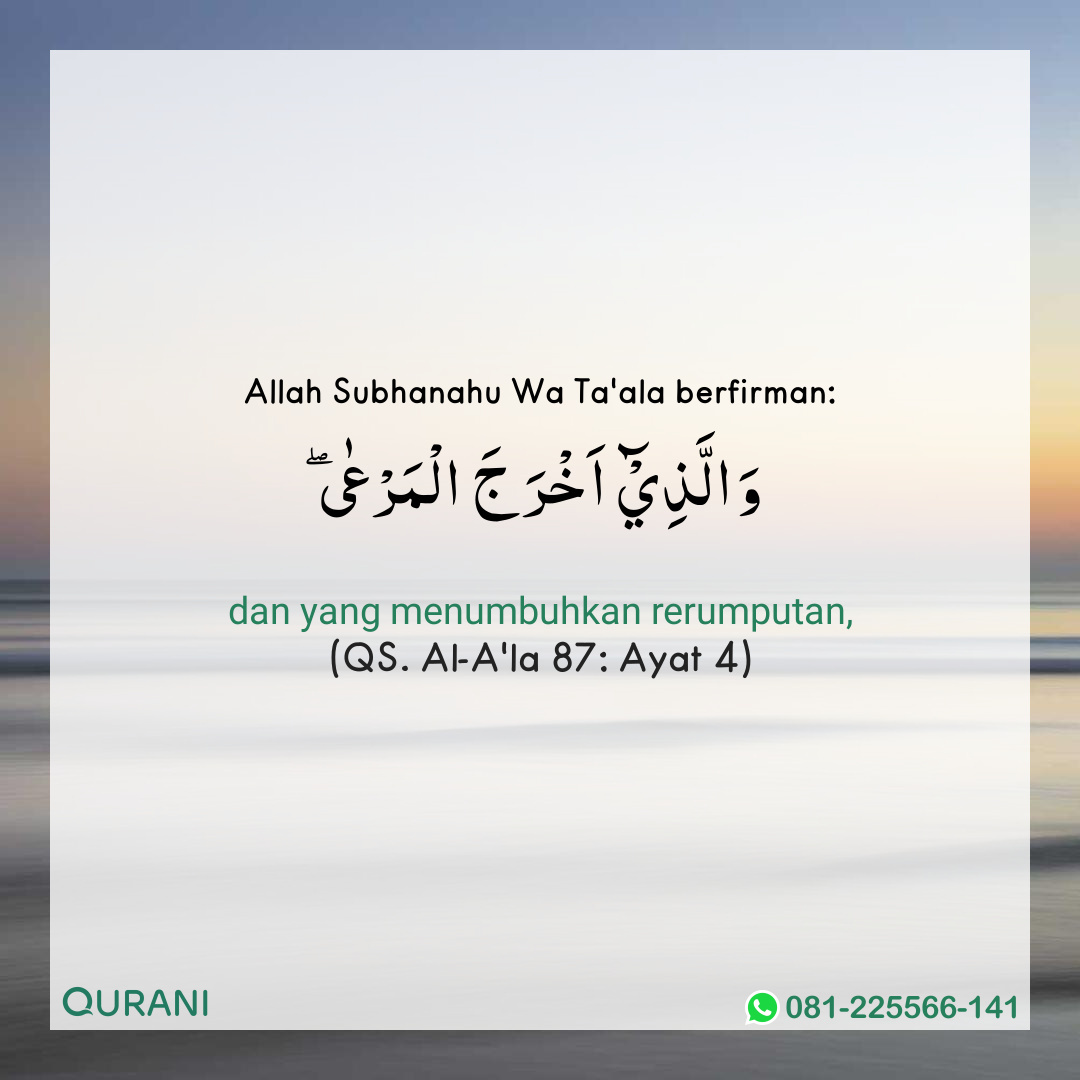 Allah Subhanahu Wa Ta'ala berfirman:
وَالَّذِيْۤ اَخْرَجَ الْمَرْعٰى ۖ
dan yang menumbuhkan rerumputan,
(QS. Al-A'la 87: Ayat 4)
QURANI
081-225566-141